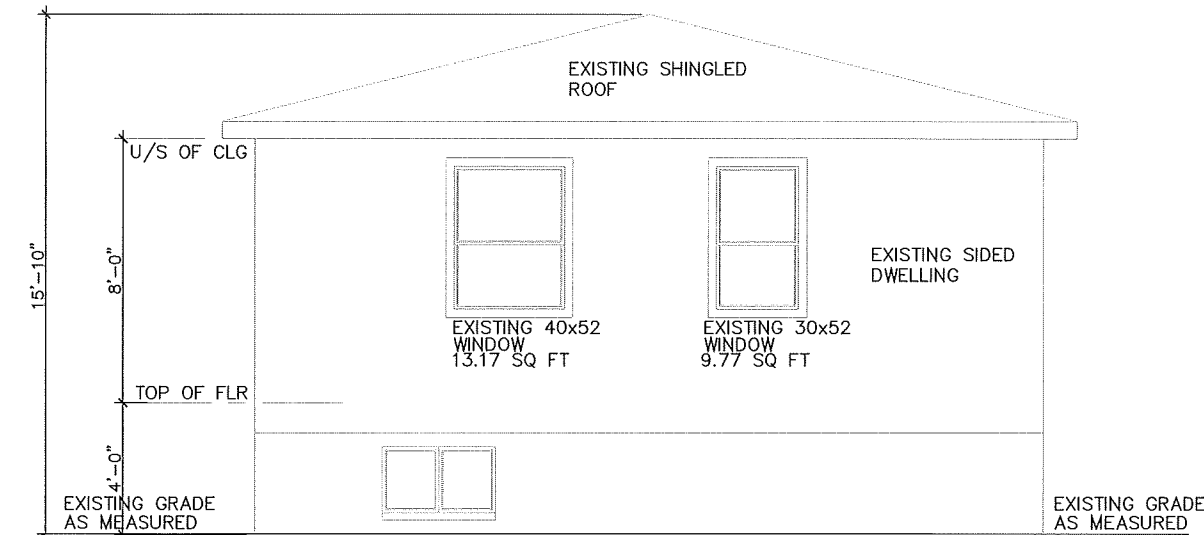 EXISTING SHINGLED
ROOF
U/S OF CLG
15'-10"
8'-0"
EXISTING SIDED
DWELLING
EXISTING 40x52
WINDOW
13.17 SQ FT
EXISTING 30x52
WINDOW
9.77 SQ FT
TOP OF FLR
4'-0"
EXISTING GRADE
AS MEASURED
EXISTING GRADE
AS MEASURED